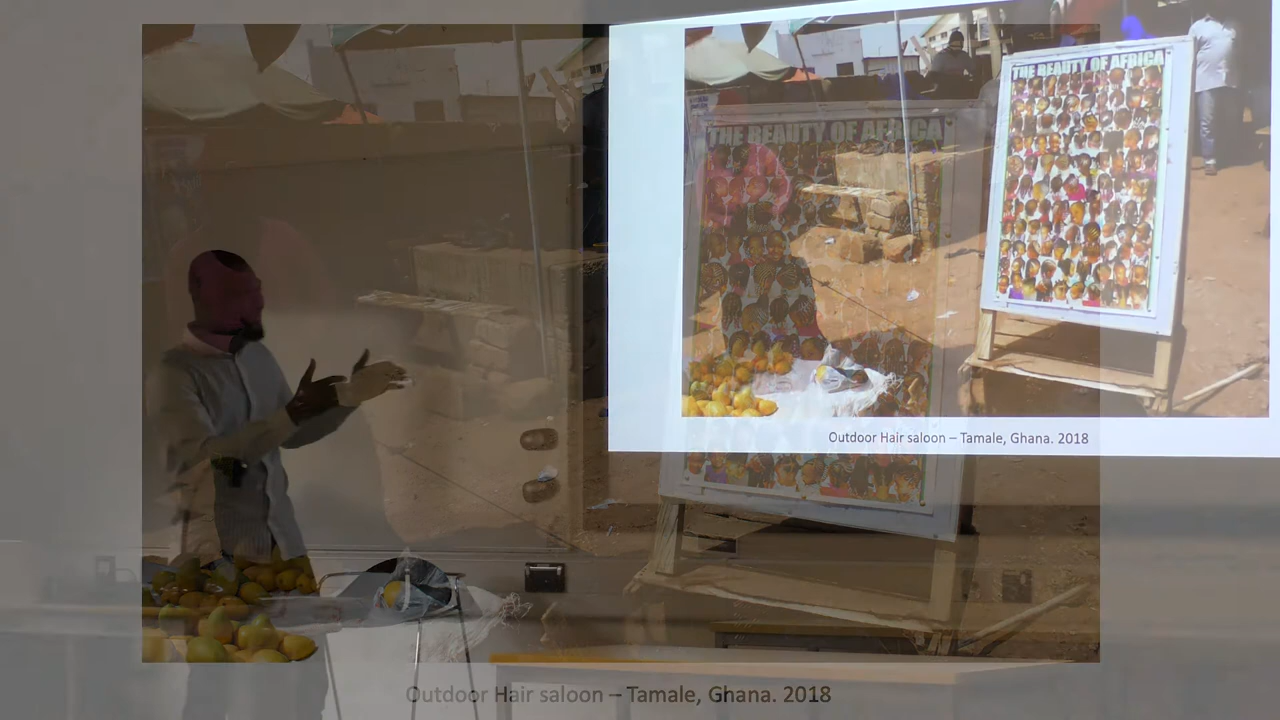 THE BEAUTY OF AFRICA
THE BEAUTY OF AFRICA
Outdoor Hair saloon – Tamale, Ghana. 2018
Outdoor Hair saloon – Tamale, Ghana. 2018